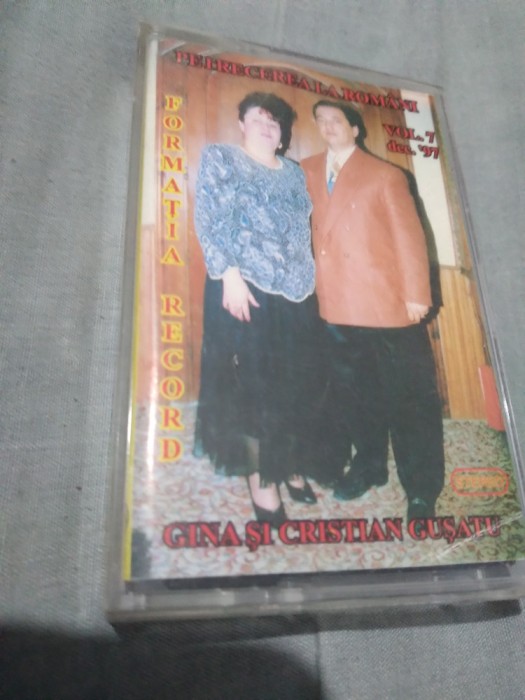 PETRECEREA LA ROMÂNI
VOL. 7
dec. '97
FORMAȚIA RECORD
GINA ȘI CRISTIAN GUȘATU